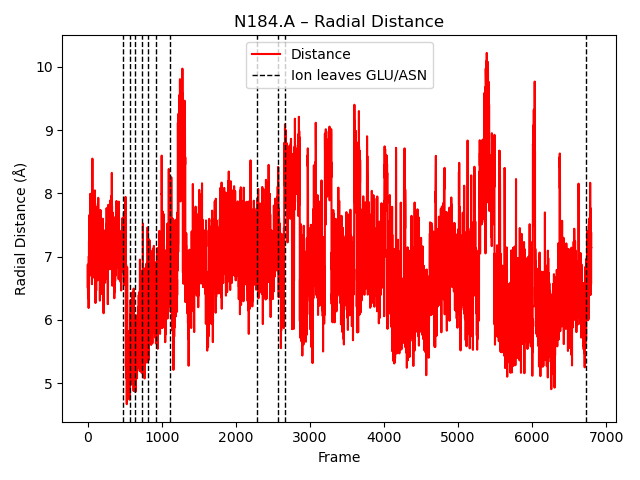 N184.A – Radial Distance
Distance
Ion leaves GLU/ASN
Radial Distance (Å)
10
9
8
7
6
5
0
1000
2000
3000
4000
5000
6000
7000
Frame